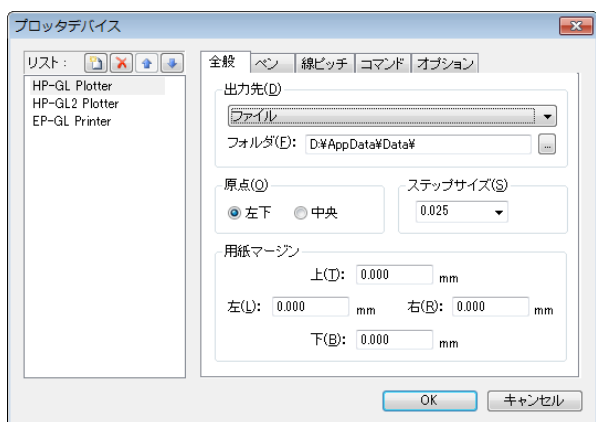 プロッタデバイス
リスト：
HP-GL Plotter
HP-GL2 Plotter
EP-GL Printer
全般 ペン 線ピッチ コマンド オプション
出力先(D)
ファイル
フォルダ(F): D:¥AppData¥Data¥ ...
原点(O)
左下 中央
ステップサイズ(S)
0.025
用紙マージン
上(T): 0.000 mm
左(L): 0.000 mm 右(R): 0.000 mm
下(B): 0.000 mm
OK キャンセル